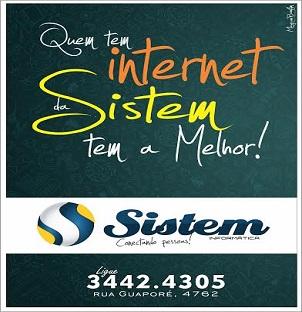 Quem tem
internet
da Sistem
tem a Melhor!
Sistem
INFORMÁTICA
Conectando pessoas!
Ligue
3442.4305
RUA GUAPORÉ, 4762